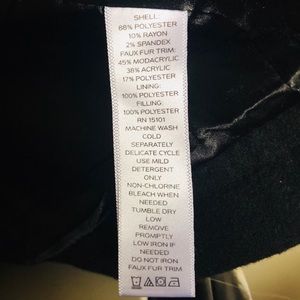 SHELL:
88% POLYESTER
10% RAYON
2% SPANDEX
FAUX FUR TRIM:
45% MODACRYLIC
38% ACRYLIC
17% POLYESTER
LINING:
100% POLYESTER
FILLING:
100% POLYESTER
RN 15101
MACHINE WASH
COLD
SEPARATELY
DELICATE CYCLE
USE MILD
DETERGENT
ONLY
NON-CHLORINE
BLEACH WHEN
NEEDED
TUMBLE DRY
LOW
REMOVE
PROMPTLY
LOW IRON IF
NEEDED
DO NOT IRON
FAUX FUR TRIM